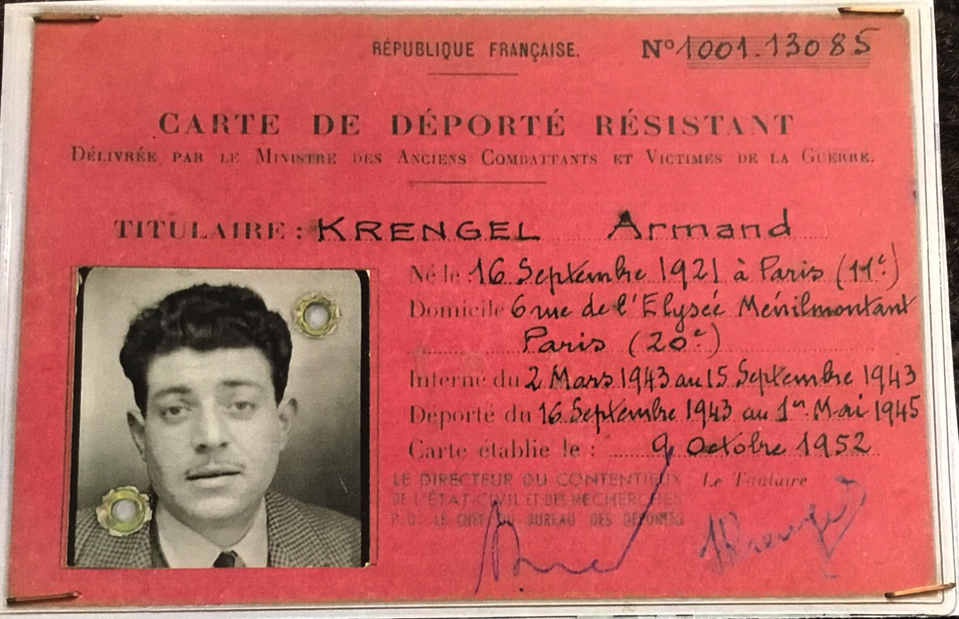 RÉPUBLIQUE FRANÇAISE. N° 1001.13085
CARTE DE DÉPORTÉ RÉSISTANT
DÉLIVRÉE PAR LE MINISTRE DES ANCIENS COMBATTANTS ET VICTIMES DE LA GUERRE.
TITULAIRE : KRENGEL Armand
Né le 16 Septembre 1921 à Paris (11e)
Domicile 6 rue de l'Elysée Ménilmontant
Paris (20e)
Interné du 2 Mars 1943 au 15 Septembre 1943
Déporté du 16 Septembre 1943 au 1er Mai 1945
Carte établie le : 9 Octobre 1952
LE DIRECTEUR DU CONTENTIEUX Le Titulaire
DE L'ÉTAT-CIVIL ET DES RECHERCHES
P.O. LE CHEF DU BUREAU DES DÉPORTÉS